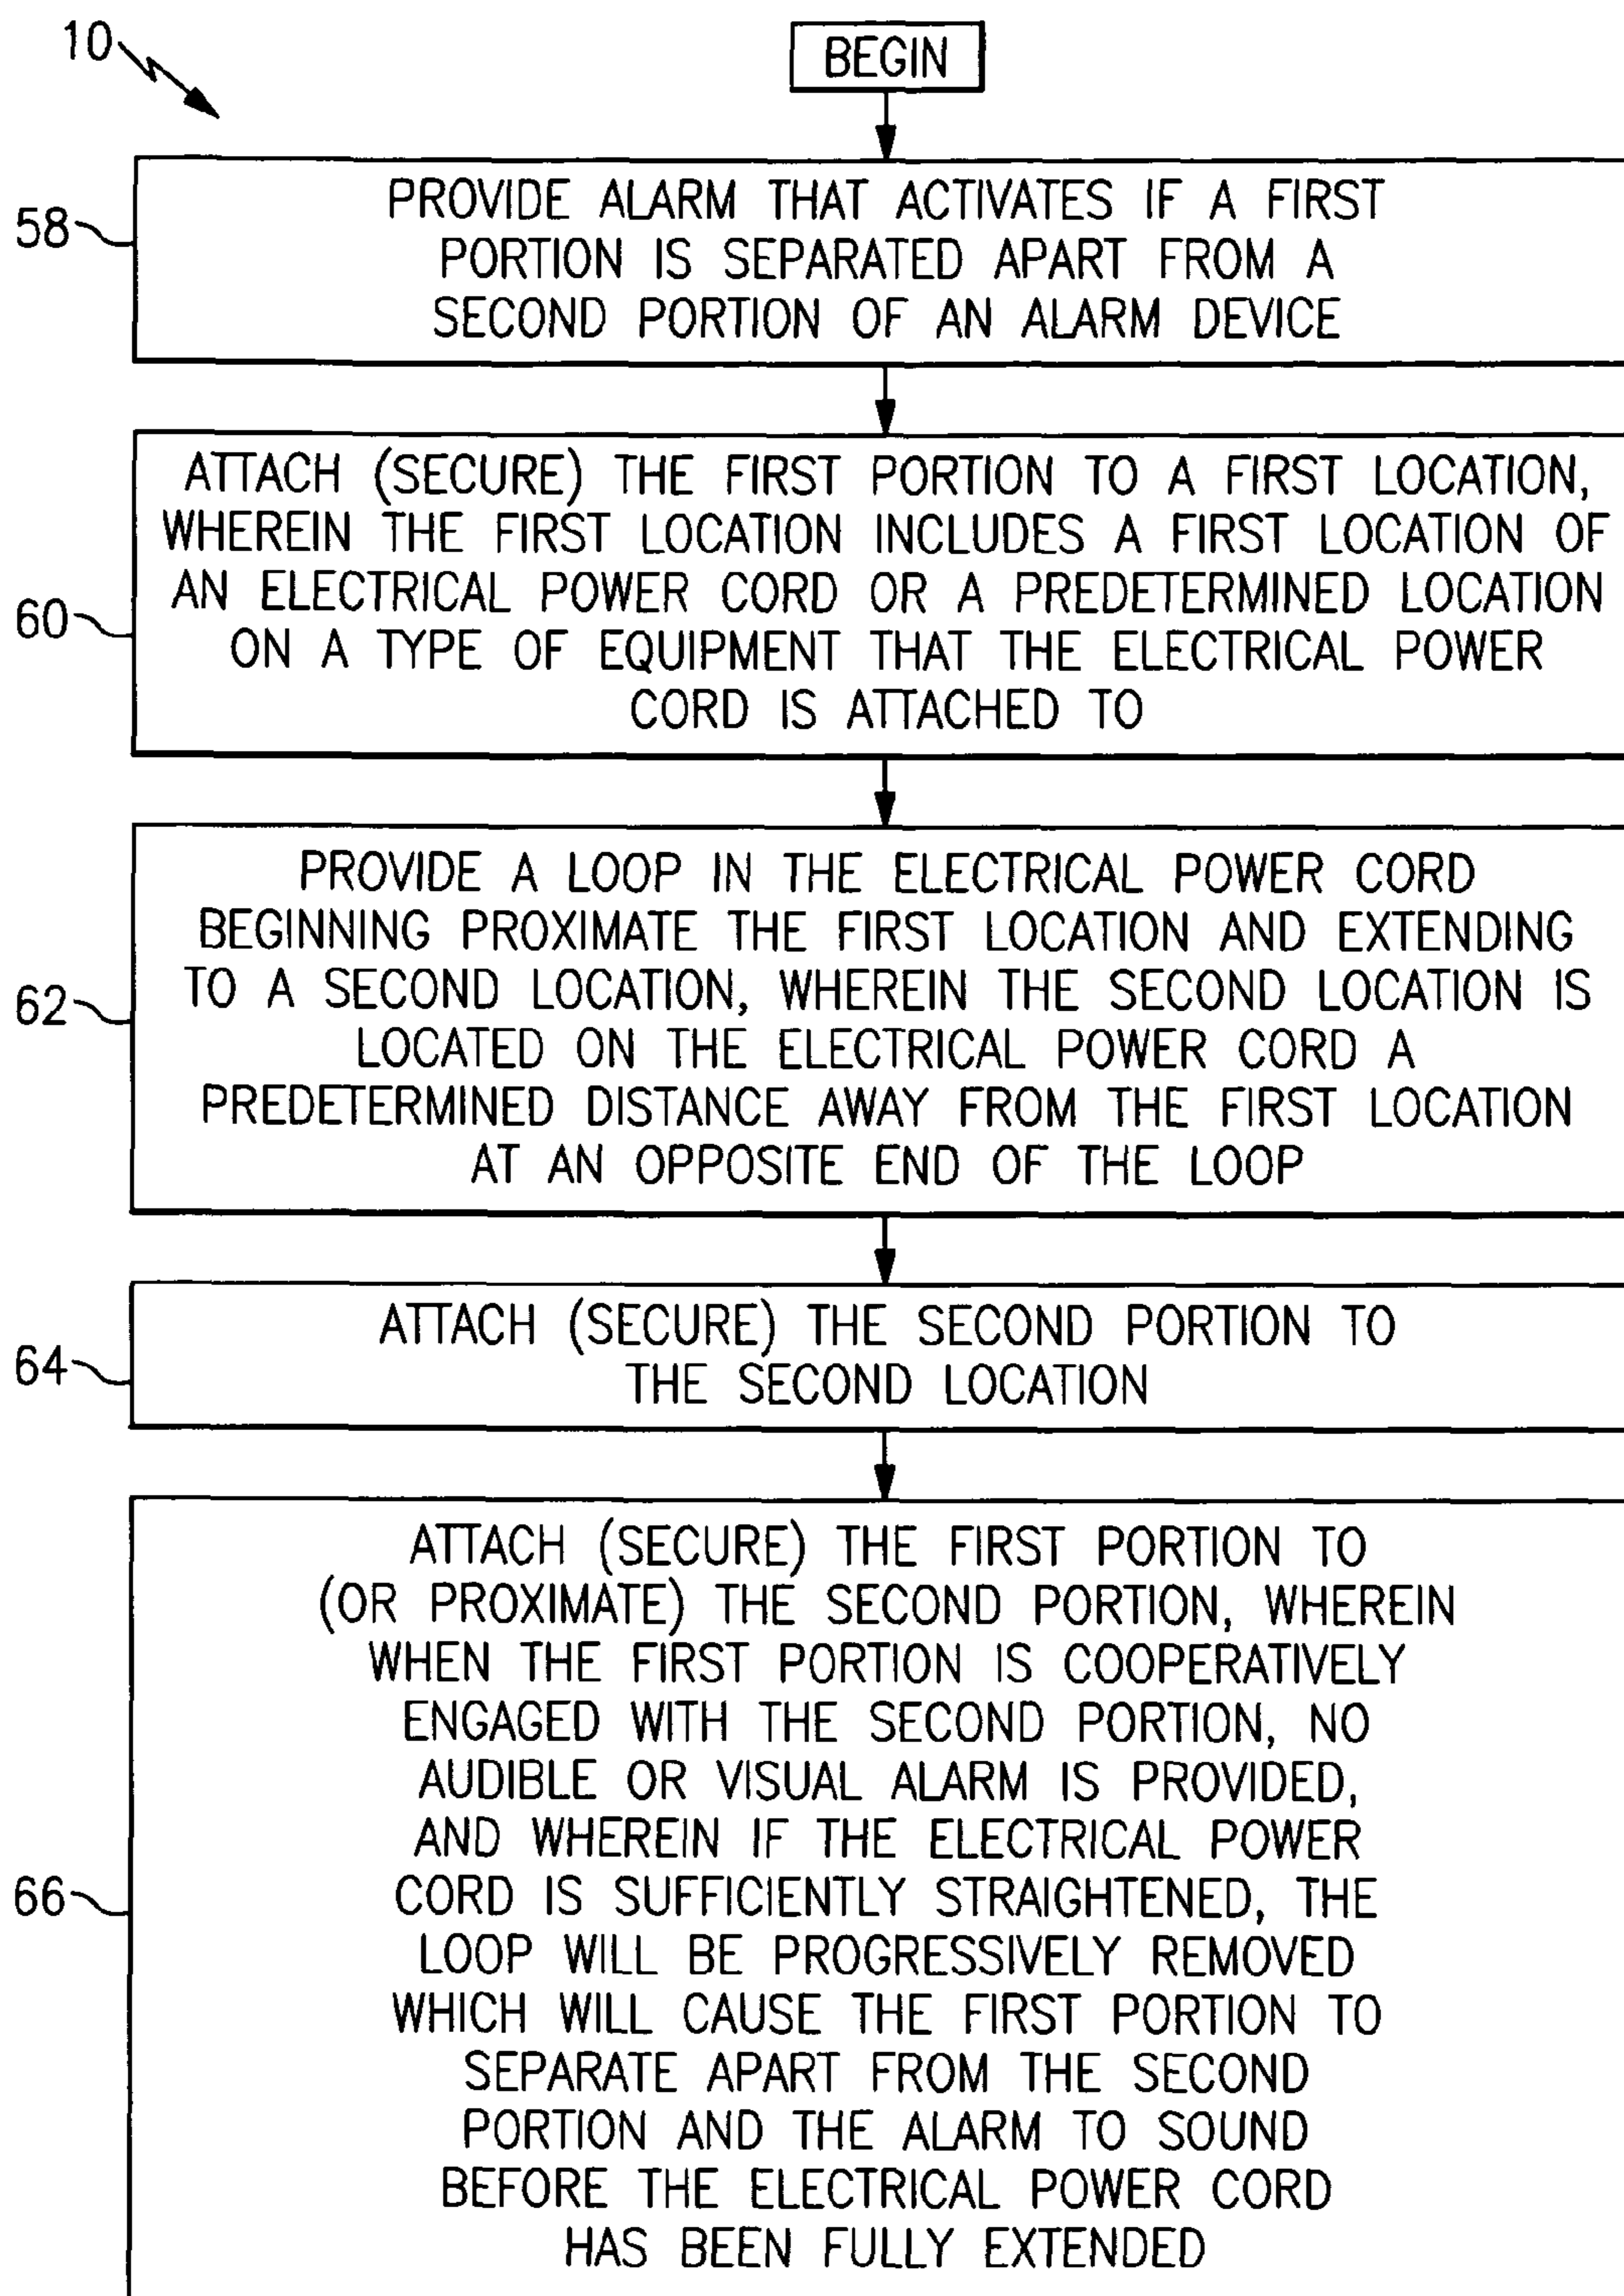 10
BEGIN
58
PROVIDE ALARM THAT ACTIVATES IF A FIRST
PORTION IS SEPARATED APART FROM A
SECOND PORTION OF AN ALARM DEVICE
60
ATTACH (SECURE) THE FIRST PORTION TO A FIRST LOCATION,
WHEREIN THE FIRST LOCATION INCLUDES A FIRST LOCATION OF
AN ELECTRICAL POWER CORD OR A PREDETERMINED LOCATION
ON A TYPE OF EQUIPMENT THAT THE ELECTRICAL POWER
CORD IS ATTACHED TO
62
PROVIDE A LOOP IN THE ELECTRICAL POWER CORD
BEGINNING PROXIMATE THE FIRST LOCATION AND EXTENDING
TO A SECOND LOCATION, WHEREIN THE SECOND LOCATION IS
LOCATED ON THE ELECTRICAL POWER CORD A
PREDETERMINED DISTANCE AWAY FROM THE FIRST LOCATION
AT AN OPPOSITE END OF THE LOOP
64
ATTACH (SECURE) THE SECOND PORTION TO
THE SECOND LOCATION
66
ATTACH (SECURE) THE FIRST PORTION TO
(OR PROXIMATE) THE SECOND PORTION, WHEREIN
WHEN THE FIRST PORTION IS COOPERATIVELY
ENGAGED WITH THE SECOND PORTION, NO
AUDIBLE OR VISUAL ALARM IS PROVIDED,
AND WHEREIN IF THE ELECTRICAL POWER
CORD IS SUFFICIENTLY STRAIGHTENED, THE
LOOP WILL BE PROGRESSIVELY REMOVED
WHICH WILL CAUSE THE FIRST PORTION TO
SEPARATE APART FROM THE SECOND
PORTION AND THE ALARM TO SOUND
BEFORE THE ELECTRICAL POWER CORD
HAS BEEN FULLY EXTENDED